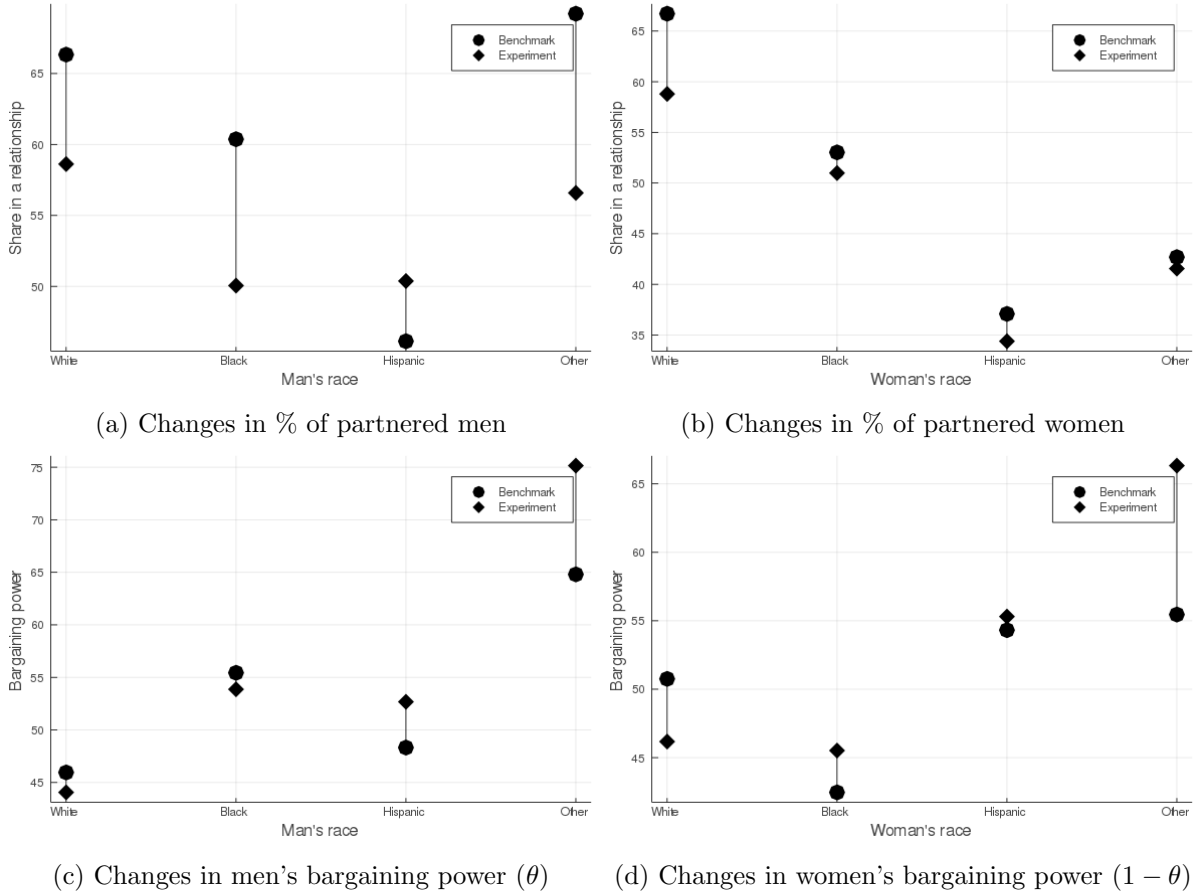 Benchmark
Experiment
65
60
55
50
Share in a relationship
White
Black
Hispanic
Other
Man's race
(a) Changes in % of partnered men
Benchmark
Experiment
65
60
55
50
45
40
35
Share in a relationship
White
Black
Hispanic
Other
Woman's race
(b) Changes in % of partnered women
Benchmark
Experiment
75
70
65
60
55
50
45
Bargaining power
White
Black
Hispanic
Other
Man's race
(c) Changes in men’s bargaining power (θ)
Benchmark
Experiment
65
60
55
50
45
Bargaining power
White
Black
Hispanic
Other
Woman's race
(d) Changes in women’s bargaining power (1 − θ)